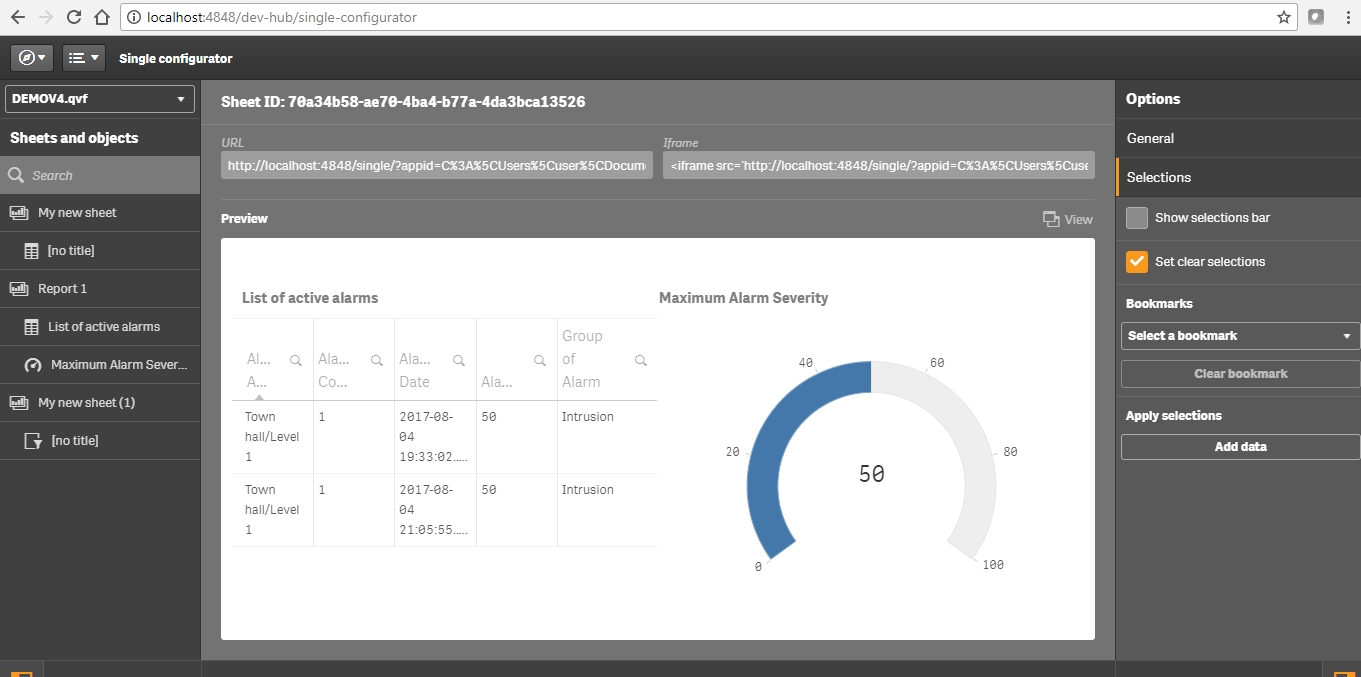 localhost:4848/dev-hub/single-configurator
Single configurator
DEMOV4.qvf
Sheets and objects
Search
My new sheet
[no title]
Report 1
List of active alarms
Maximum Alarm Sever...
My new sheet (1)
[no title]
Sheet ID: 70a34b58-ae70-4ba4-b77a-4da3bca13526
URL
http://localhost:4848/single/?appid=C%3A%5CUsers%5Cuser%5CDocum
Iframe
<iframe src='http://localhost:4848/single/?appid=C%3A%5CUsers%5Cuse
Preview
View
List of active alarms
Al...
A...
Ala...
Co...
Ala...
Date
Ala...
Group
of
Alarm
Town
hall/Level
1
1
2017-08-
04
19:33:02.....
50
Intrusion
Town
hall/Level
1
1
2017-08-
04
21:05:55.....
50
Intrusion
Maximum Alarm Severity
0
20
40
60
80
100
50
Options
General
Selections
Show selections bar
Set clear selections
Bookmarks
Select a bookmark
Clear bookmark
Apply selections
Add data